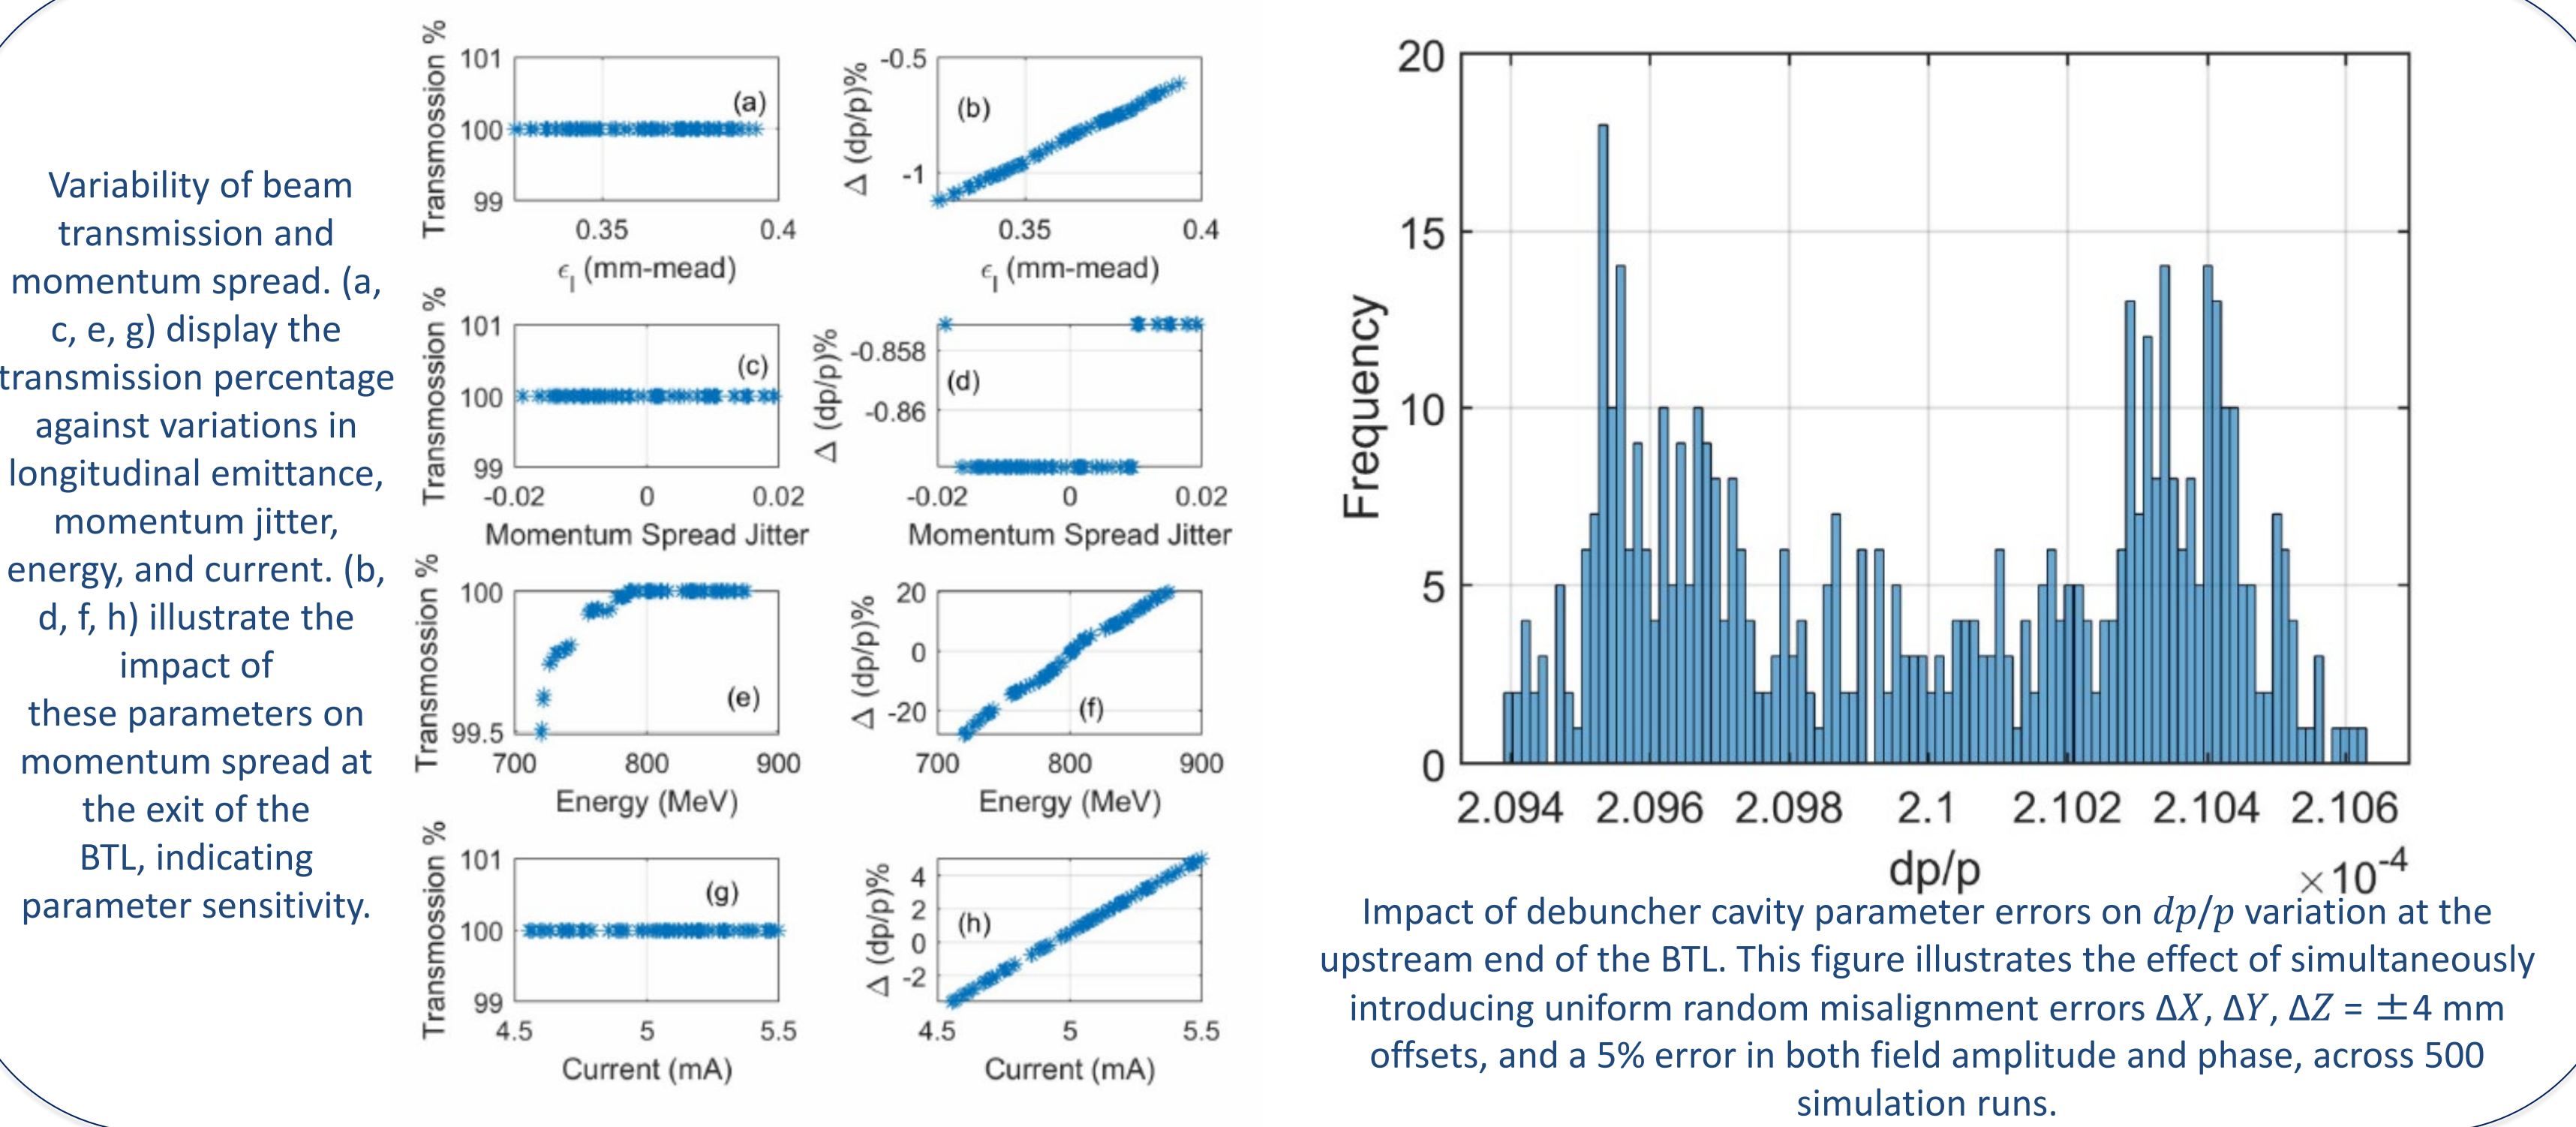 Variability of beam
transmission and
momentum spread. (a,
c, e, g) display the
transmission percentage
against variations in
longitudinal emittance,
momentum jitter,
energy, and current. (b,
d, f, h) illustrate the
impact of
these parameters on
momentum spread at
the exit of the
BTL, indicating
parameter sensitivity.
Transmossion %
101
100
99
(a)
0.35 0.4
ϵl (mm-mead)
Δ (dp/p)%
-0.5
-1
(b)
0.35 0.4
ϵl (mm-mead)
Transmossion %
101
100
99
(c)
-0.02 0 0.02
Momentum Spread Jitter
Δ (dp/p)%
-0.858
-0.86
(d)
-0.02 0 0.02
Momentum Spread Jitter
Transmossion %
100
99.5
(e)
700 800 900
Energy (MeV)
Δ (dp/p)%
20
0
-20
(f)
700 800 900
Energy (MeV)
Transmossion %
101
100
99
(g)
4.5 5 5.5
Current (mA)
Δ (dp/p)%
4
2
0
-2
(h)
4.5 5 5.5
Current (mA)
Frequency
20
15
10
5
0
2.094 2.096 2.098 2.1 2.102 2.104 2.106
dp/p
×10-4
Impact of debuncher cavity parameter errors on dp/p variation at the
upstream end of the BTL. This figure illustrates the effect of simultaneously
introducing uniform random misalignment errors ΔX, ΔY, ΔZ = ±4 mm
offsets, and a 5% error in both field amplitude and phase, across 500
simulation runs.